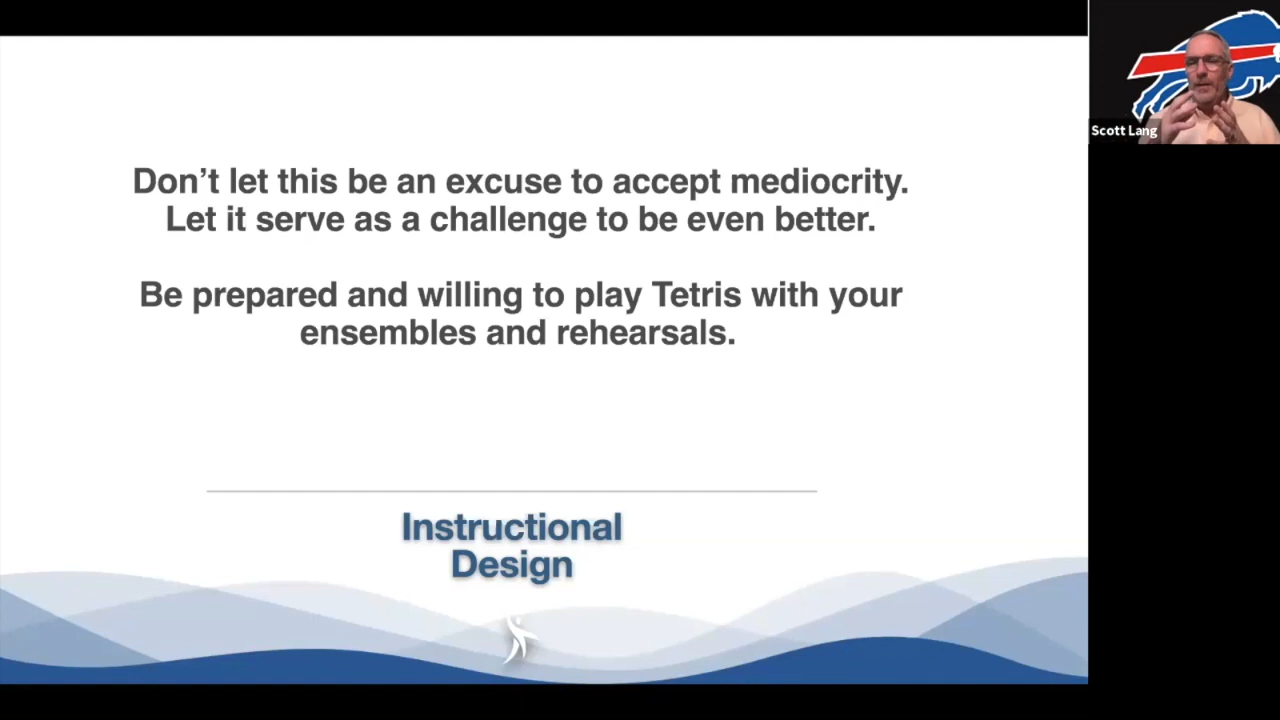 Don’t let this be an excuse to accept mediocrity.
Let it serve as a challenge to be even better.
Be prepared and willing to play Tetris with your
ensembles and rehearsals.
Instructional
Design
Scott Lang